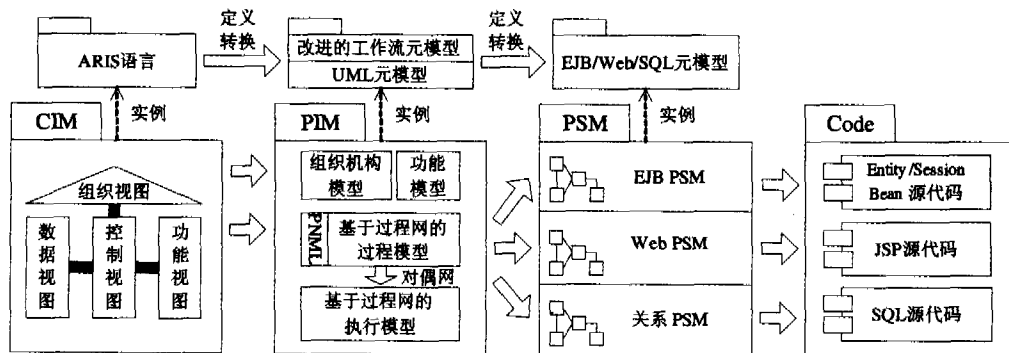 定义
转换
定义
转换
ARIS语言
改进的工作流元模型
UML元模型
EJB/Web/SQL元模型
实例
实例
实例
CIM
PIM
PSM
Code
组织视图
数据视图
控制视图
功能视图
组织机构
模型
功能
模型
PNML
基于过程网的
过程模型
对偶网
基于过程网的
执行模型
EJB PSM
Web PSM
关系 PSM
Entity/Session
Bean 源代码
JSP源代码
SQL源代码